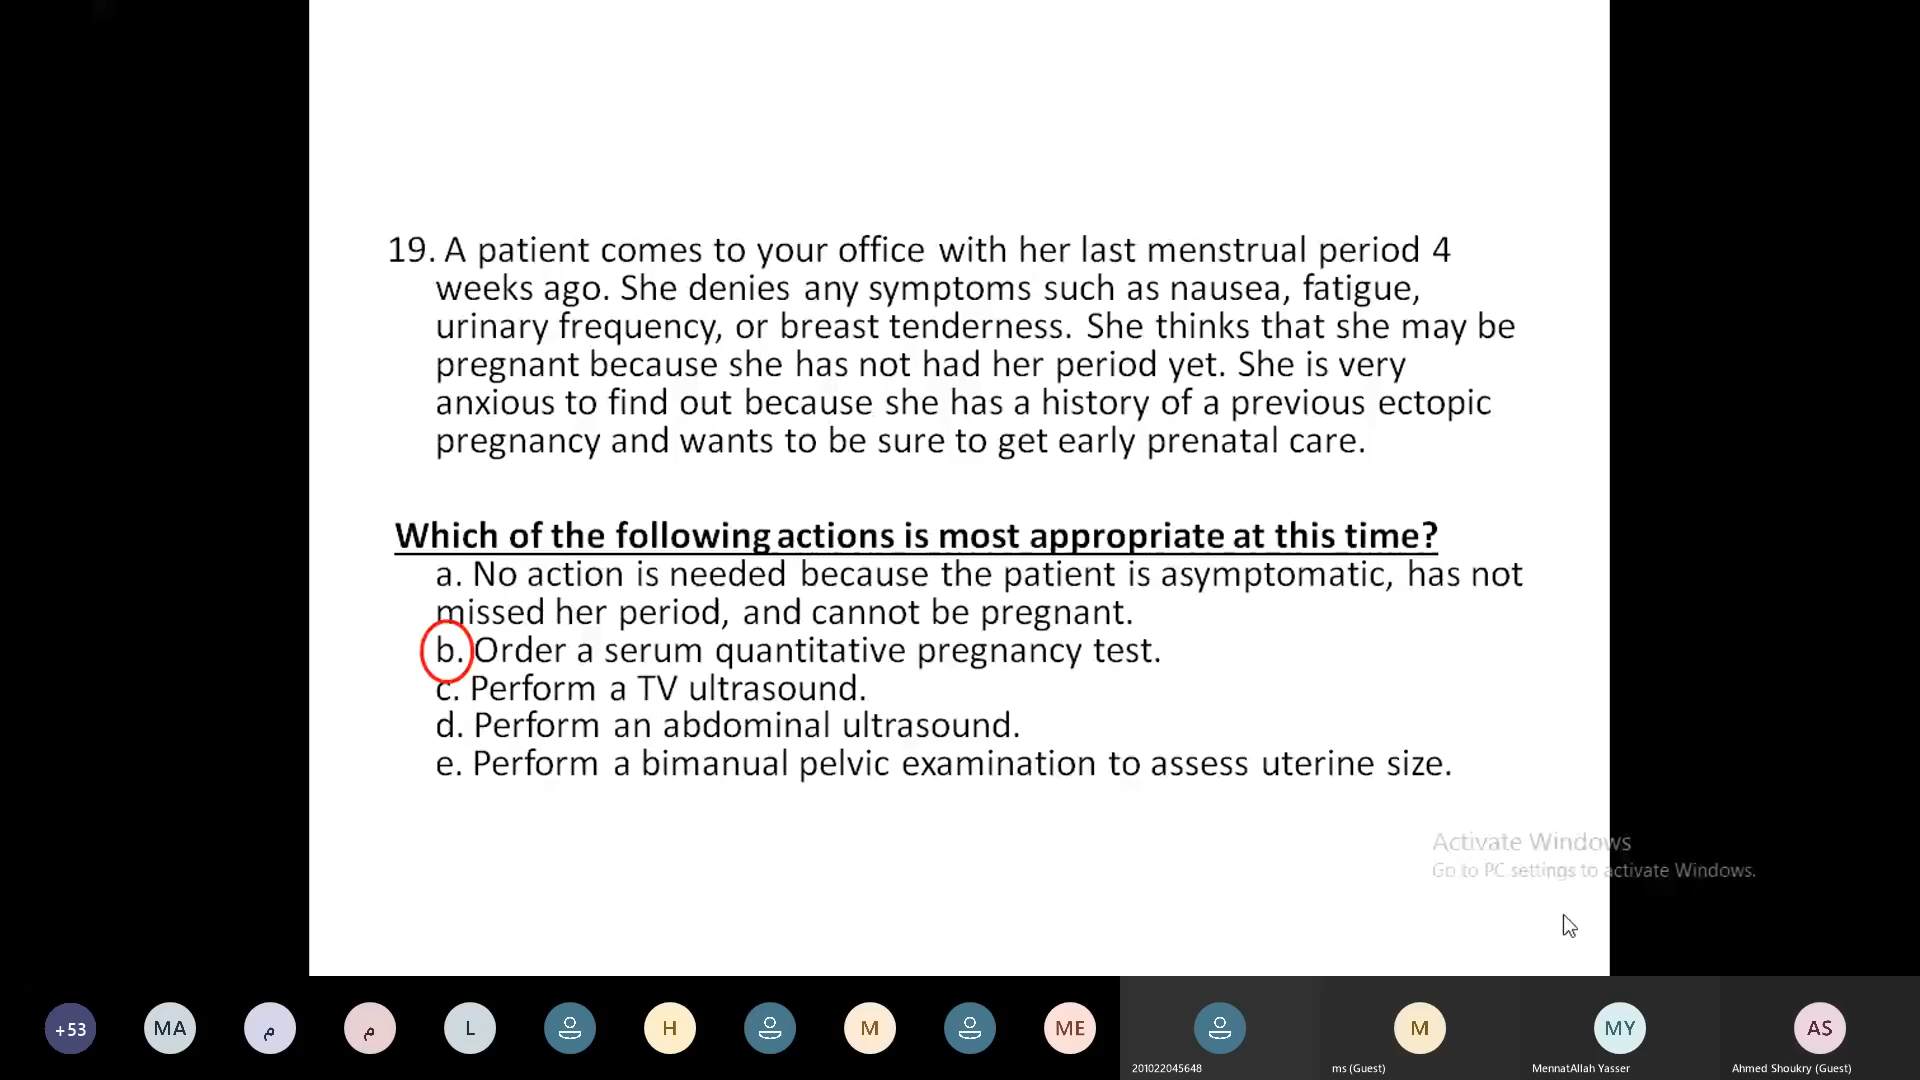 19. A patient comes to your office with her last menstrual period 4
weeks ago. She denies any symptoms such as nausea, fatigue,
urinary frequency, or breast tenderness. She thinks that she may be
pregnant because she has not had her period yet. She is very
anxious to find out because she has a history of a previous ectopic
pregnancy and wants to be sure to get early prenatal care.
Which of the following actions is most appropriate at this time?
a. No action is needed because the patient is asymptomatic, has not
missed her period, and cannot be pregnant.
b. Order a serum quantitative pregnancy test.
c. Perform a TV ultrasound.
d. Perform an abdominal ultrasound.
e. Perform a bimanual pelvic examination to assess uterine size.
Activate Windows
Go to PC settings to activate Windows.
+53 MA م م L H M ME M MY AS
201022045648 ms (Guest) MennatAllah Yasser Ahmed Shoukry (Guest)